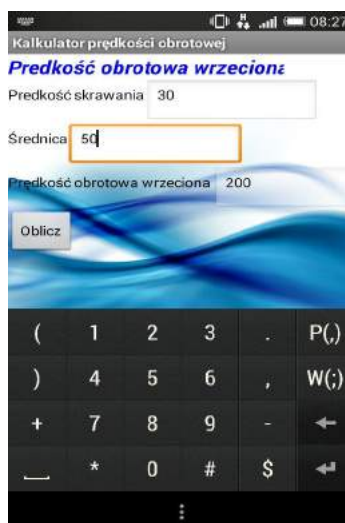 08:27
Kalkulator prędkości obrotowej
Predkość obrotowa wrzeciona
Predkość skrawania 30
Średnica 50
Prędkość obrotowa wrzeciona 200
Oblicz
( 1 2 3 . P(,)
) 4 5 6 , W(;)
+ 7 8 9 -
* 0 # $